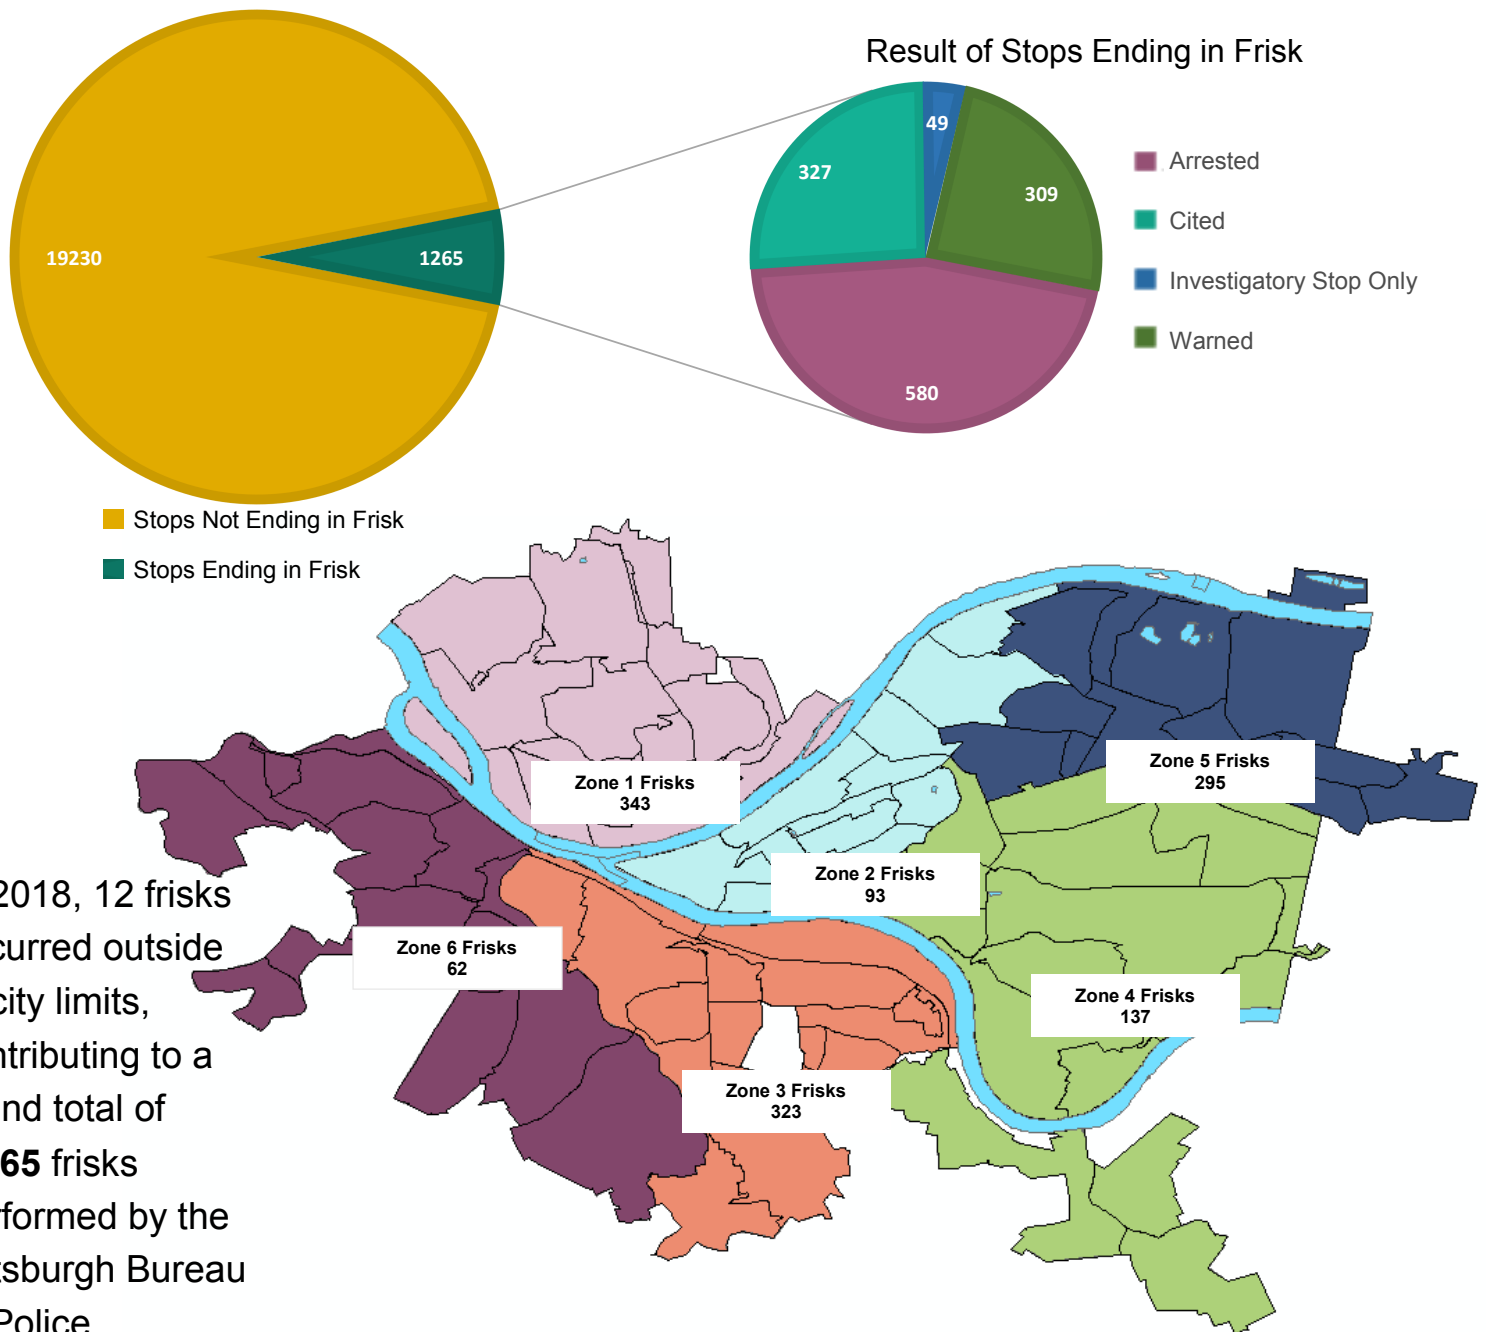 Result of Stops Ending in Frisk
49
327
309
19230
1265
580
Arrested
Cited
Investigatory Stop Only
Warned
Stops Not Ending in Frisk
Stops Ending in Frisk
Zone 1 Frisks
343
Zone 5 Frisks
295
Zone 2 Frisks
93
Zone 6 Frisks
62
Zone 4 Frisks
137
Zone 3 Frisks
323
2018, 12 frisks
curred outside
city limits,
ntributing to a
nd total of
65 frisks
rformed by the
tsburgh Bureau
Police